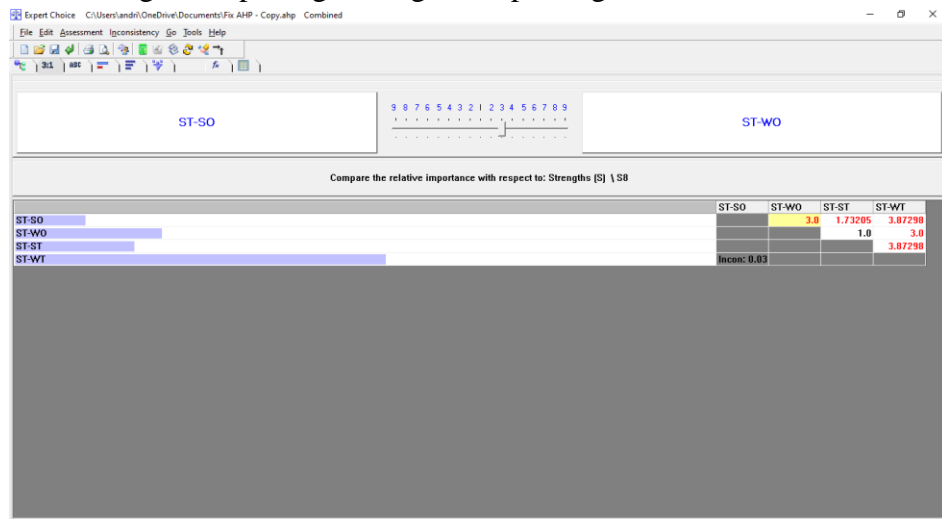 Expert Choice C:\Users\andri\OneDrive\Documents\Fix AHP - Copy.ahp Combined
File Edit Assessment Inconsistency Go Tools Help
3:1 ABC
ST-SO 9 8 7 6 5 4 3 2 1 2 3 4 5 6 7 8 9 ST-WO
Compare the relative importance with respect to: Strengths (S) \ S8
ST-SO ST-WO ST-ST ST-WT
ST-SO 3.0 1.73205 3.87298
ST-WO 1.0 3.0
ST-ST 3.87298
ST-WT Incon: 0.03